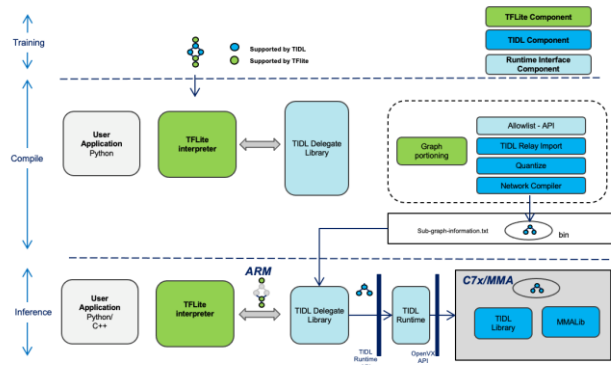 Training
Supported by TIDL
Supported by TFlite
TFLite Component
TIDL Component
Runtime Interface
Component
Compile
User
Application
Python
TFLite
interpreter
TIDL Delegate
Library
Graph
portioning
Allowlist - API
TIDL Relay Import
Quantize
Network Compiler
Sub-graph-information.txt
bin
Inference
User
Application
Python/
C++
TFLite
interpreter
ARM
TIDL Delegate
Library
TIDL
Runtime
TIDL
Runtime
OpenVX
API
C7x/MMA
TIDL
Library
MMALib